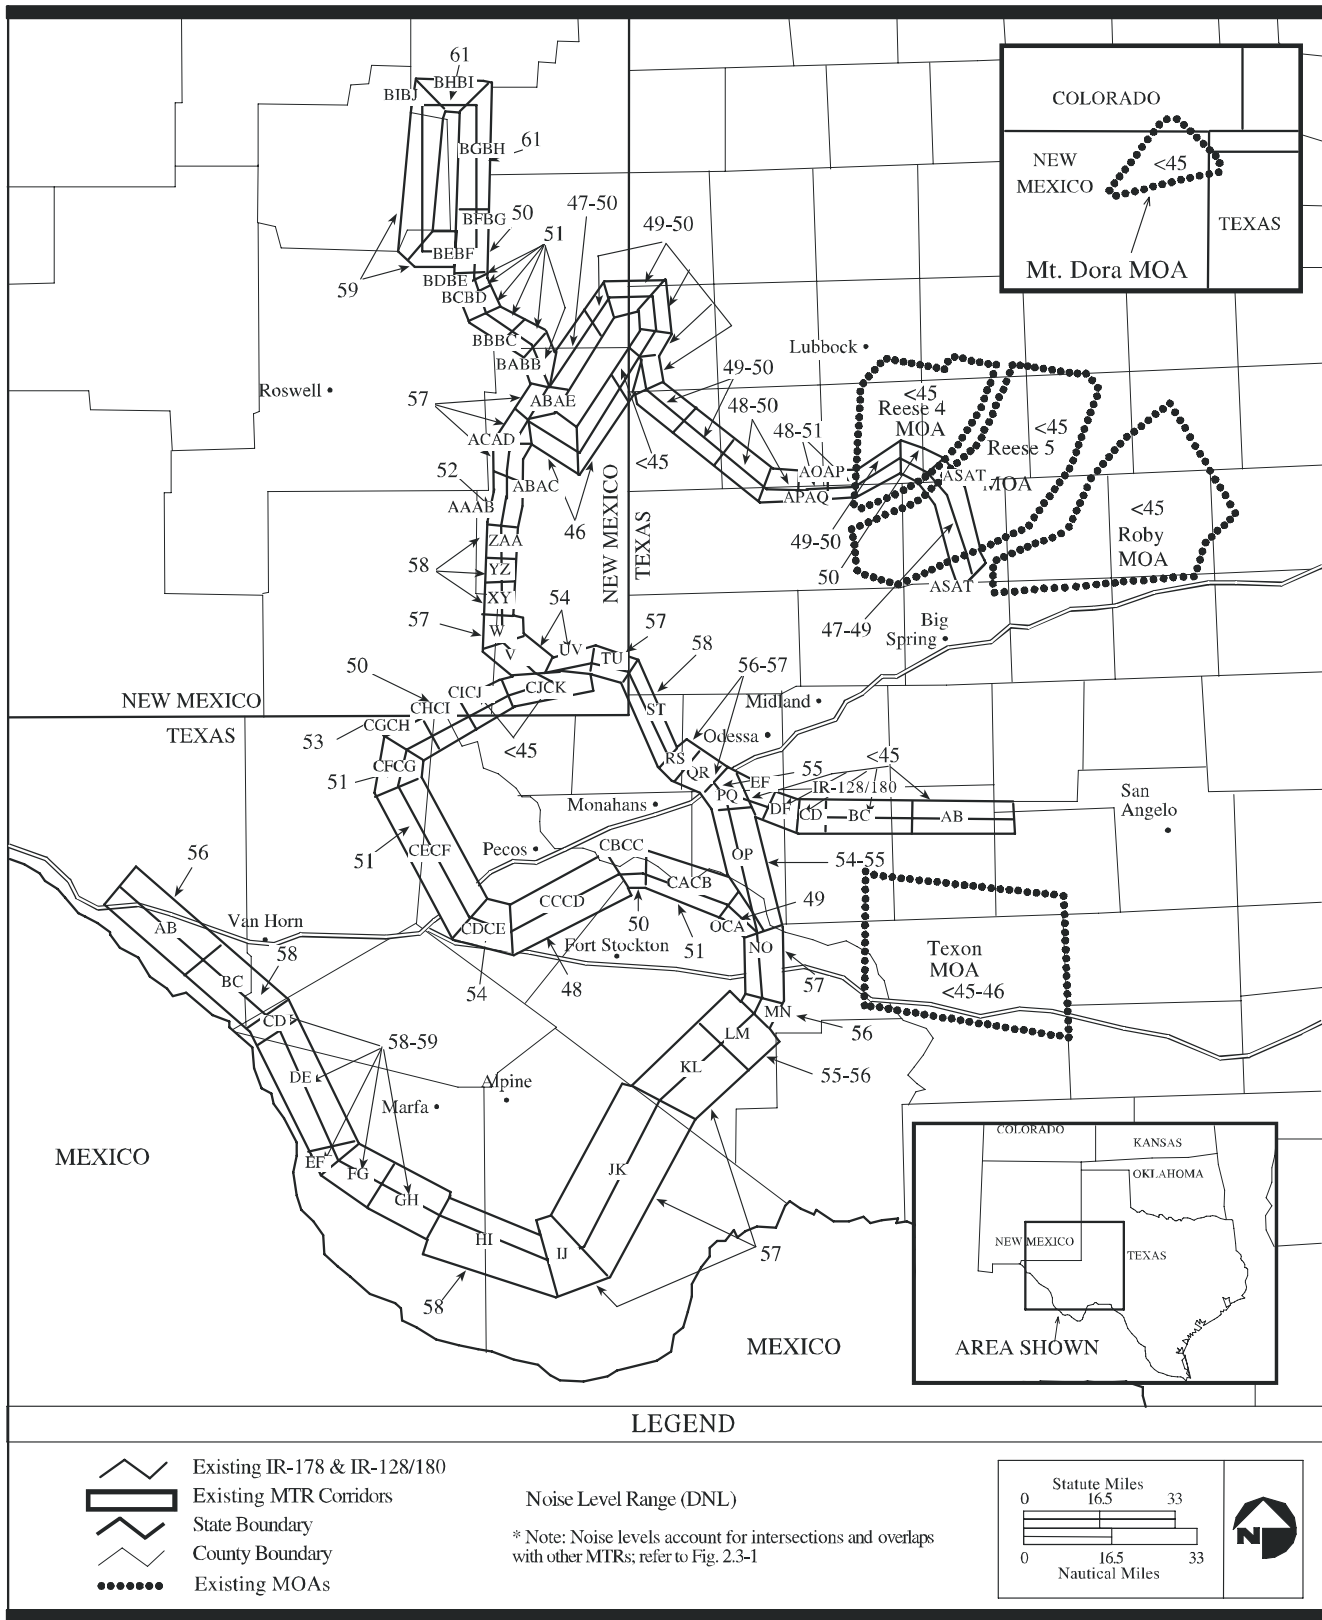 61
BHBI
BIBJ
BGBH
61
BFBG
50
47-50
49-50
51
BEBF
BDBE
BCBD
59
BBBC
BABB
COLORADO
NEW
MEXICO
<45
TEXAS
Mt. Dora MOA
Lubbock
Roswell
57
ABAE
49-50
48-50
48-51
<45
Reese 4
MOA
<45
Reese 5
MOA
<45
Roby
MOA
ACAD
52
ABAC
AAAB
46
<45
NEW MEXICO
TEXAS
AOAP
APAQ
ASAT
49-50
50
ASAT
47-49
Big
Spring
ZAA
58
YZ
XY
57
W
V
54
UV
57
TU
58
50
CICJ
CJCK
CHCI
NEW MEXICO
TEXAS
CGCH
53
<45
CFCG
51
ST
56-57
Midland
Odessa
RS
QR
PQ
EF
55
<45
IR-128/180
DF
CD
BC
AB
San
Angelo
Monahans
Pecos
CBCC
51
CECF
OP
54-55
CACB
CCCD
49
56
AB
Van Horn
CDCE
50
51
OCA
NO
Fort Stockton
Texon
MOA
<45-46
58
BC
54
48
57
CD
MN
56
58-59
LM
KL
55-56
DE
Alpine
Marfa
MEXICO
EF
FG
GH
JK
HI
IJ
57
58
MEXICO
COLORADO
KANSAS
OKLAHOMA
NEW MEXICO
TEXAS
AREA SHOWN
LEGEND
Existing IR-178 & IR-128/180
Existing MTR Corridors
State Boundary
County Boundary
Existing MOAs
Noise Level Range (DNL)
* Note: Noise levels account for intersections and overlaps
with other MTRs; refer to Fig. 2.3-1
Statute Miles
0 16.5 33
0 16.5 33
Nautical Miles
N